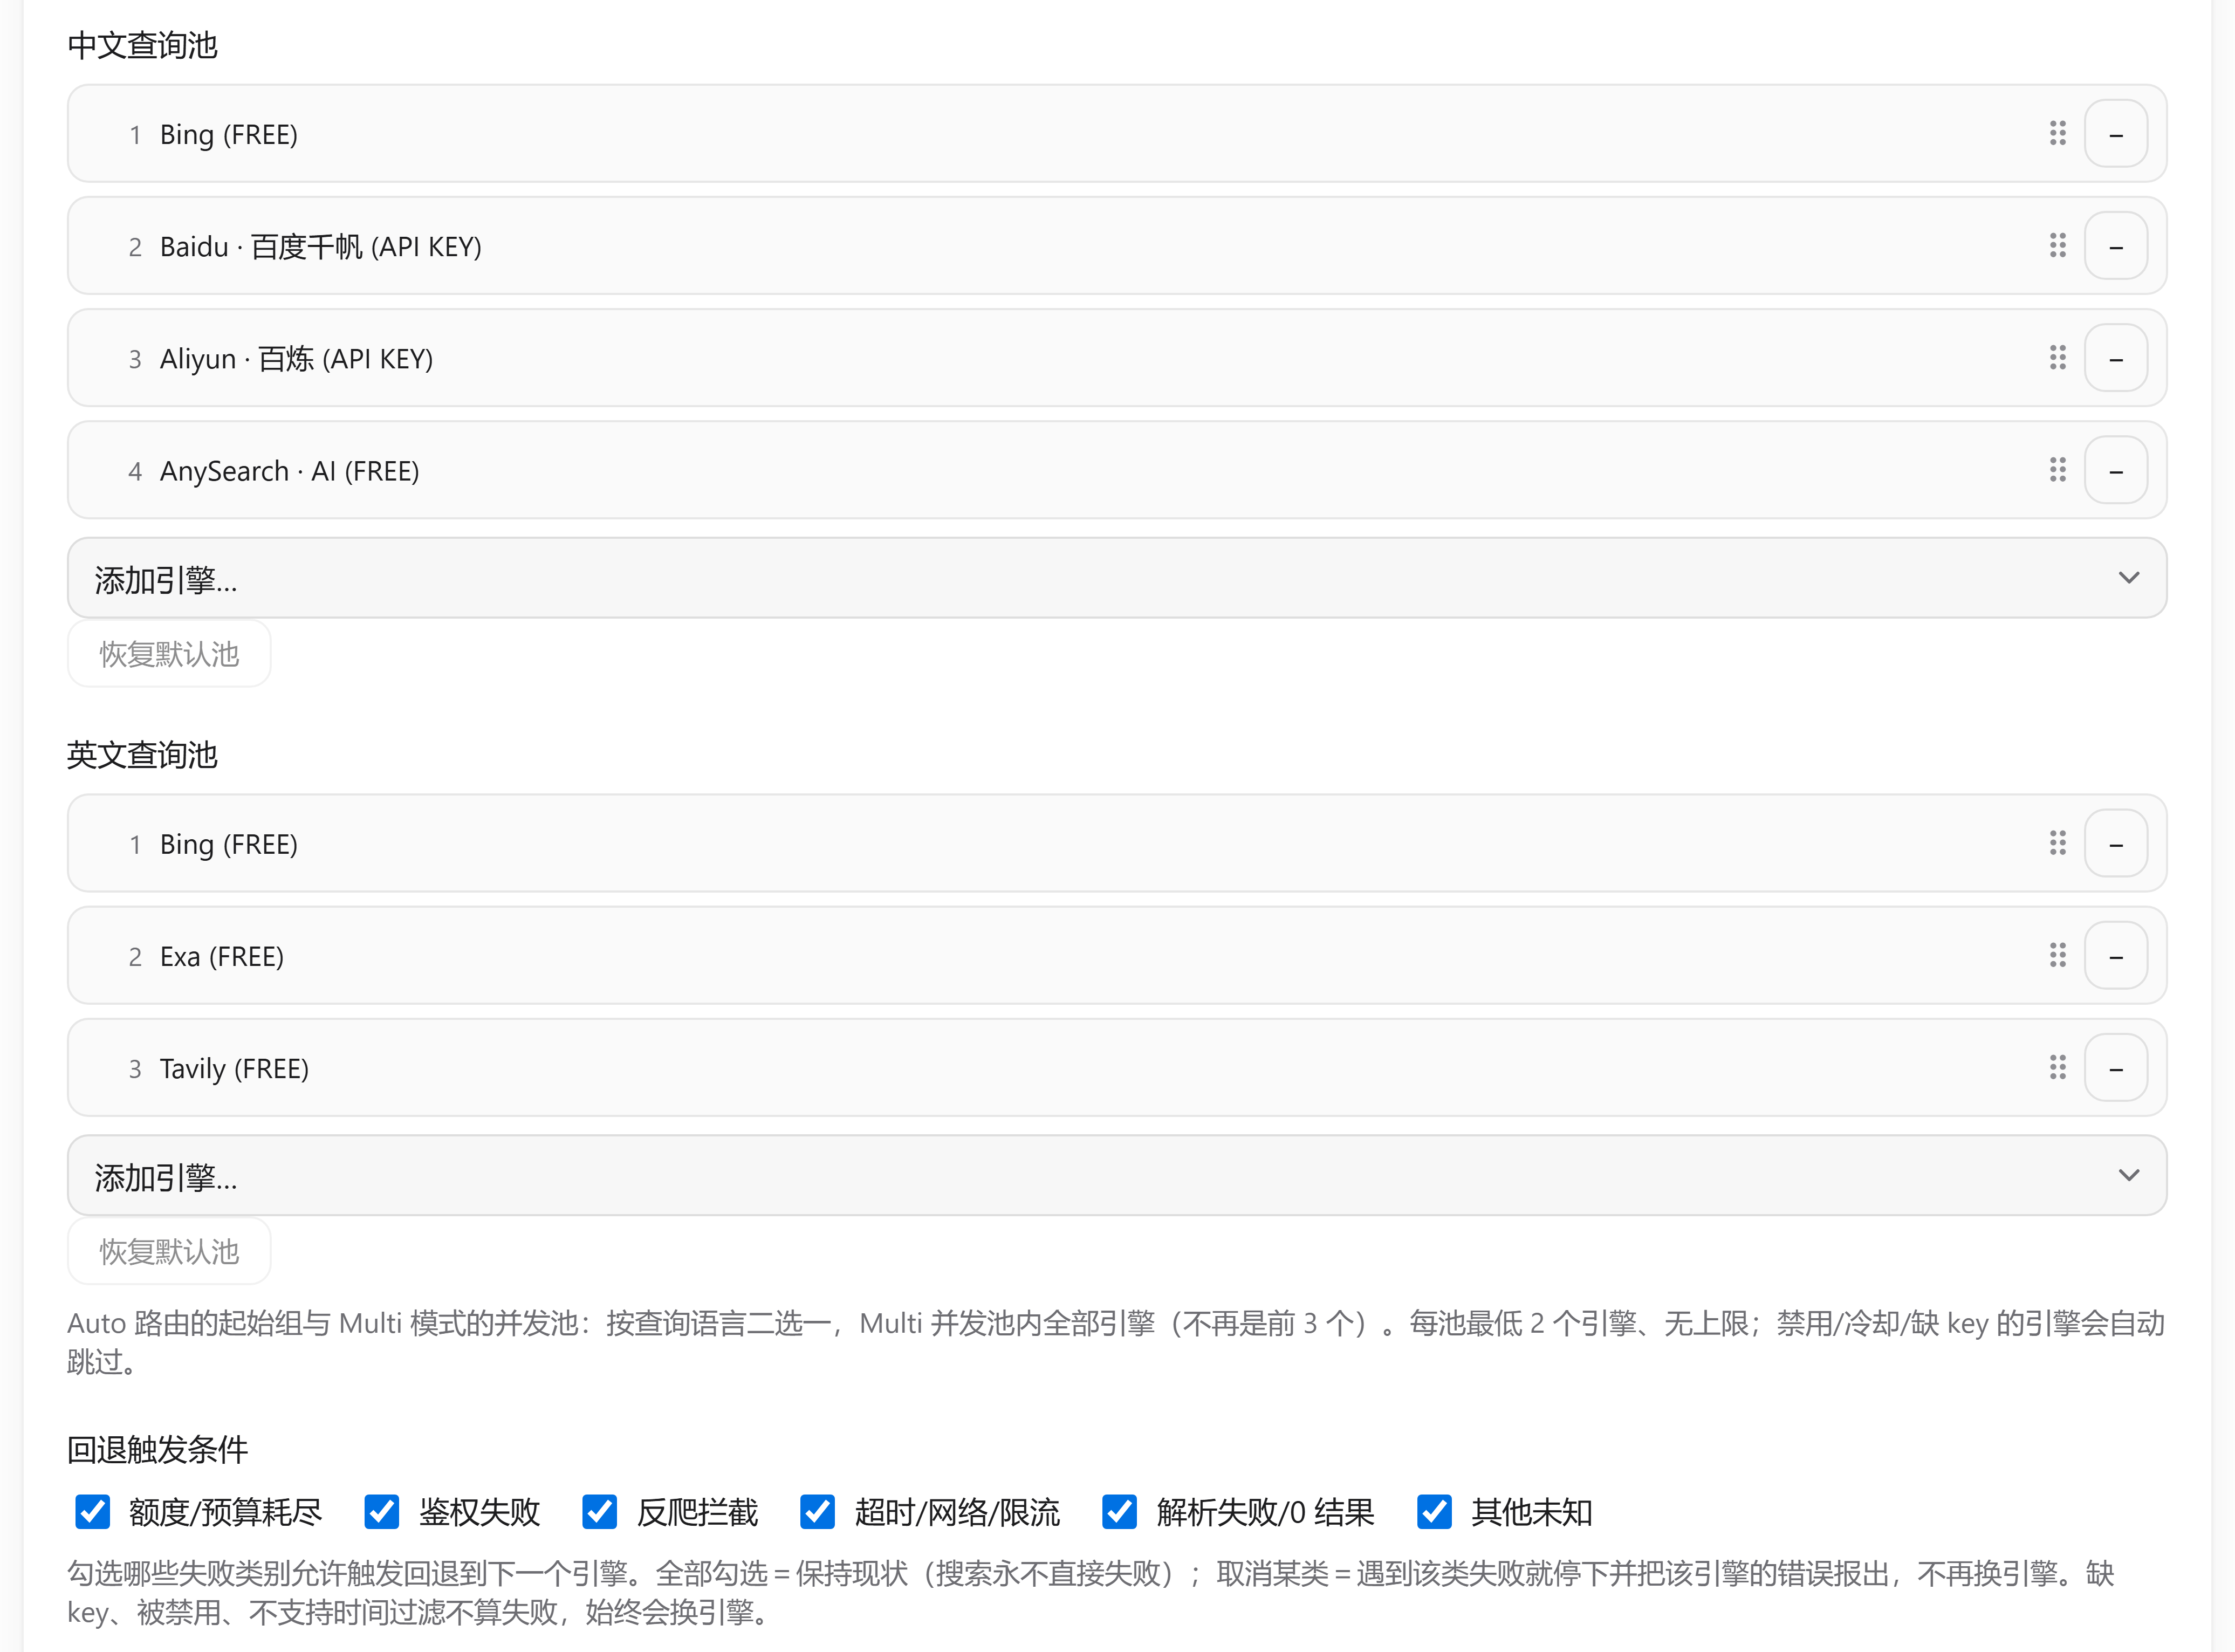 中文查询池
1 Bing (FREE)
–
2 Baidu · 百度千帆 (API KEY)
–
3 Aliyun · 百炼 (API KEY)
–
4 AnySearch · AI (FREE)
–
添加引擎...
恢复默认池
英文查询池
1 Bing (FREE)
–
2 Exa (FREE)
–
3 Tavily (FREE)
–
添加引擎...
恢复默认池
Auto 路由的起始组与 Multi 模式的并发池：按查询语言二选一，Multi 并发池内全部引擎（不再是前 3 个）。每池最低 2 个引擎、无上限；禁用/冷却/缺 key 的引擎会自动
跳过。
回退触发条件
额度/预算耗尽 鉴权失败 反爬拦截 超时/网络/限流 解析失败/0 结果 其他未知
勾选哪些失败类别允许触发回退到下一个引擎。全部勾选 = 保持现状（搜索永不直接失败）；取消某类 = 遇到该类失败就停下并把该引擎的错误报出，不再换引擎。缺
key、被禁用、不支持时间过滤不算失败，始终会换引擎。